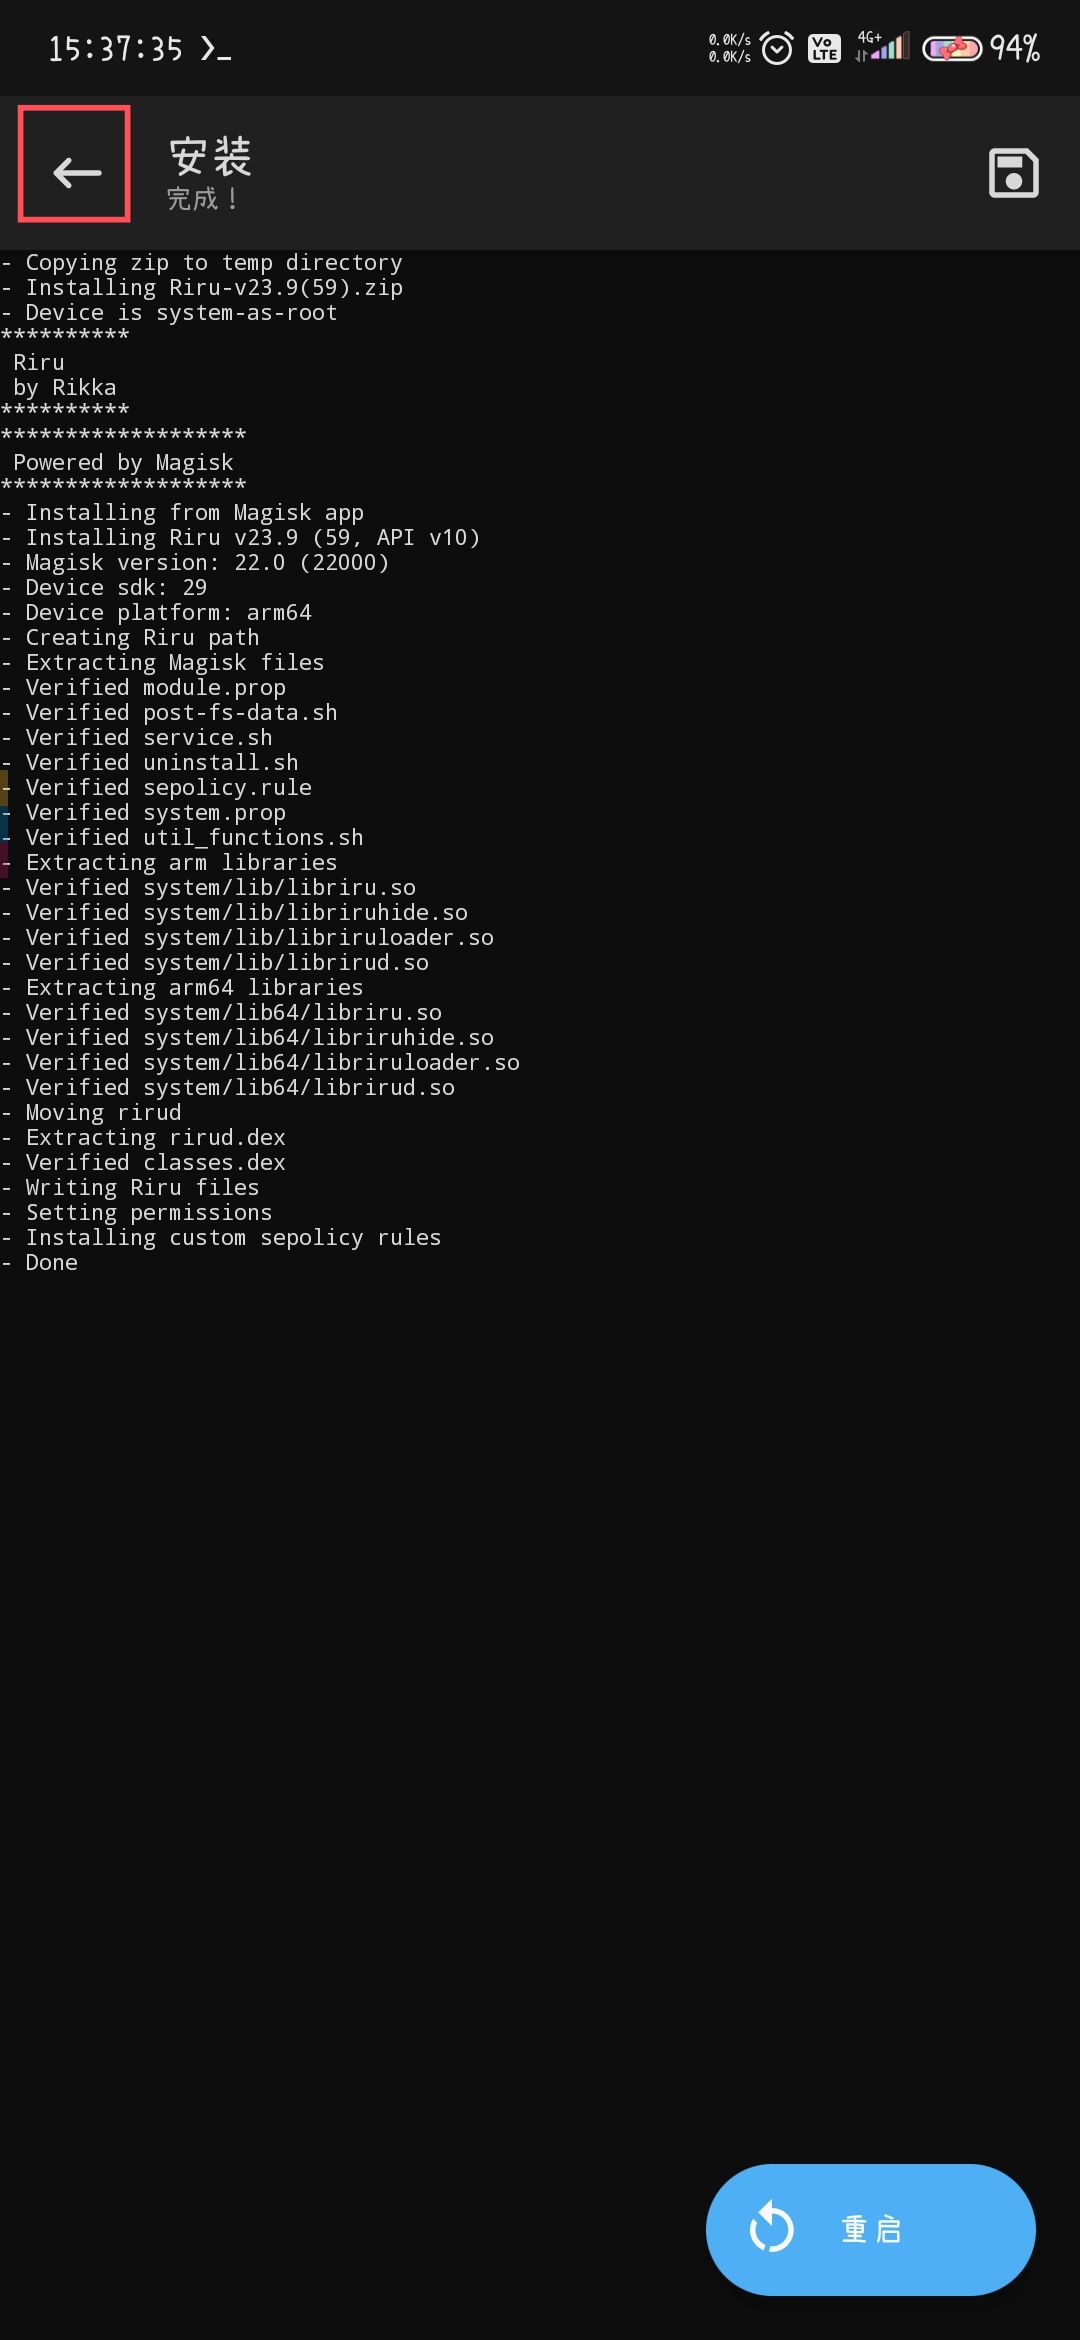 15:37:35 ❯_
0.0K/s
0.0K/s
Vo
LTE
4G+
94%
安装
完成！
- Copying zip to temp directory
- Installing Riru-v23.9(59).zip
- Device is system-as-root
**********
Riru
by Rikka
**********
*******************
Powered by Magisk
*******************
- Installing from Magisk app
- Installing Riru v23.9 (59, API v10)
- Magisk version: 22.0 (22000)
- Device sdk: 29
- Device platform: arm64
- Creating Riru path
- Extracting Magisk files
- Verified module.prop
- Verified post-fs-data.sh
- Verified service.sh
- Verified uninstall.sh
- Verified sepolicy.rule
- Verified system.prop
- Verified util_functions.sh
- Extracting arm libraries
- Verified system/lib/libriru.so
- Verified system/lib/libriruhide.so
- Verified system/lib/libriruloader.so
- Verified system/lib/librirud.so
- Extracting arm64 libraries
- Verified system/lib64/libriru.so
- Verified system/lib64/libriruhide.so
- Verified system/lib64/libriruloader.so
- Verified system/lib64/librirud.so
- Moving rirud
- Extracting rirud.dex
- Verified classes.dex
- Writing Riru files
- Setting permissions
- Installing custom sepolicy rules
- Done
重启